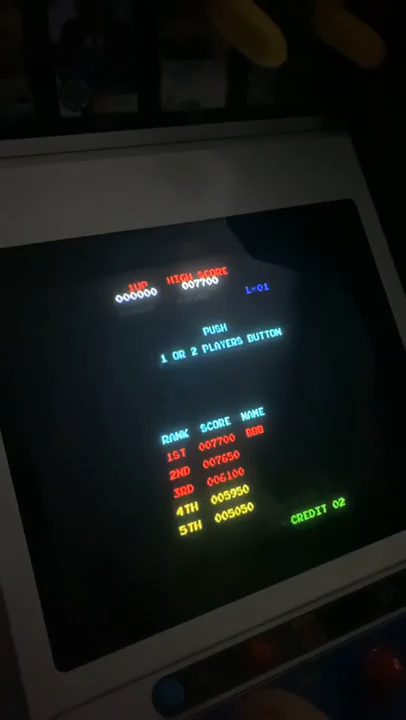 1UP HIGH SCORE
000000 007700 L=01
PUSH
1 OR 2 PLAYERS BUTTON
RANK SCORE NAME
1ST 007700 BBB
2ND 007650
3RD 006100
4TH 005950
5TH 005050
CREDIT 02